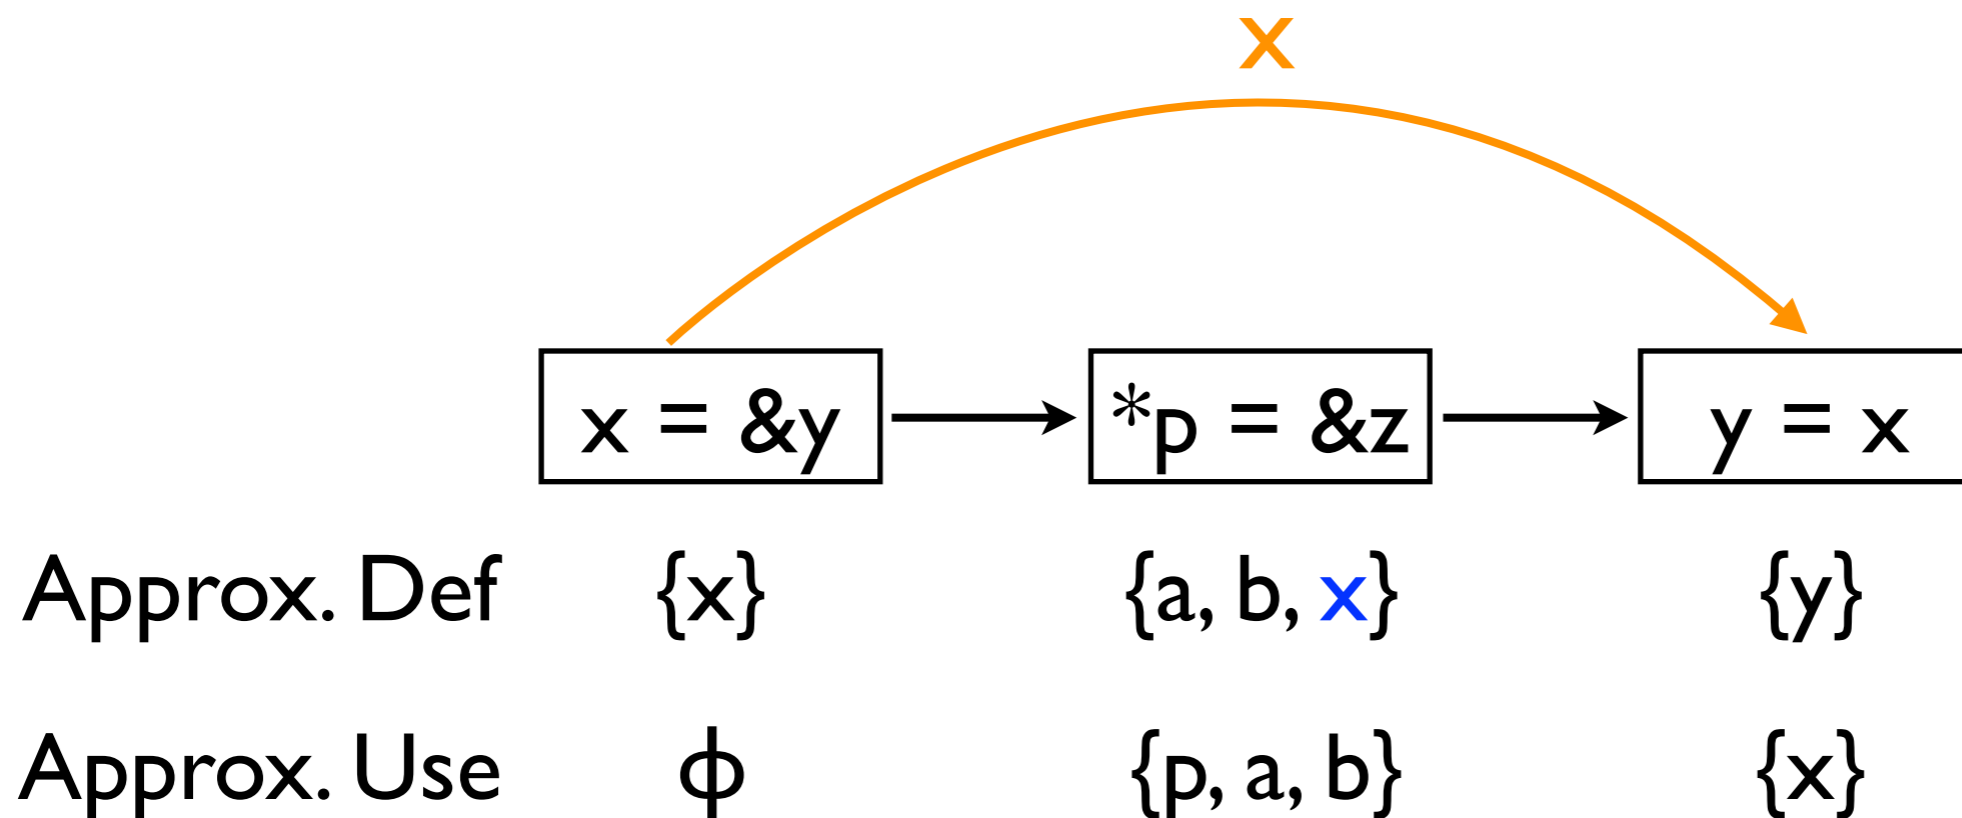 x
x = &y *p = &z y = x
Approx. Def {x} {a, b, x} {y}
Approx. Use ϕ {p, a, b} {x}